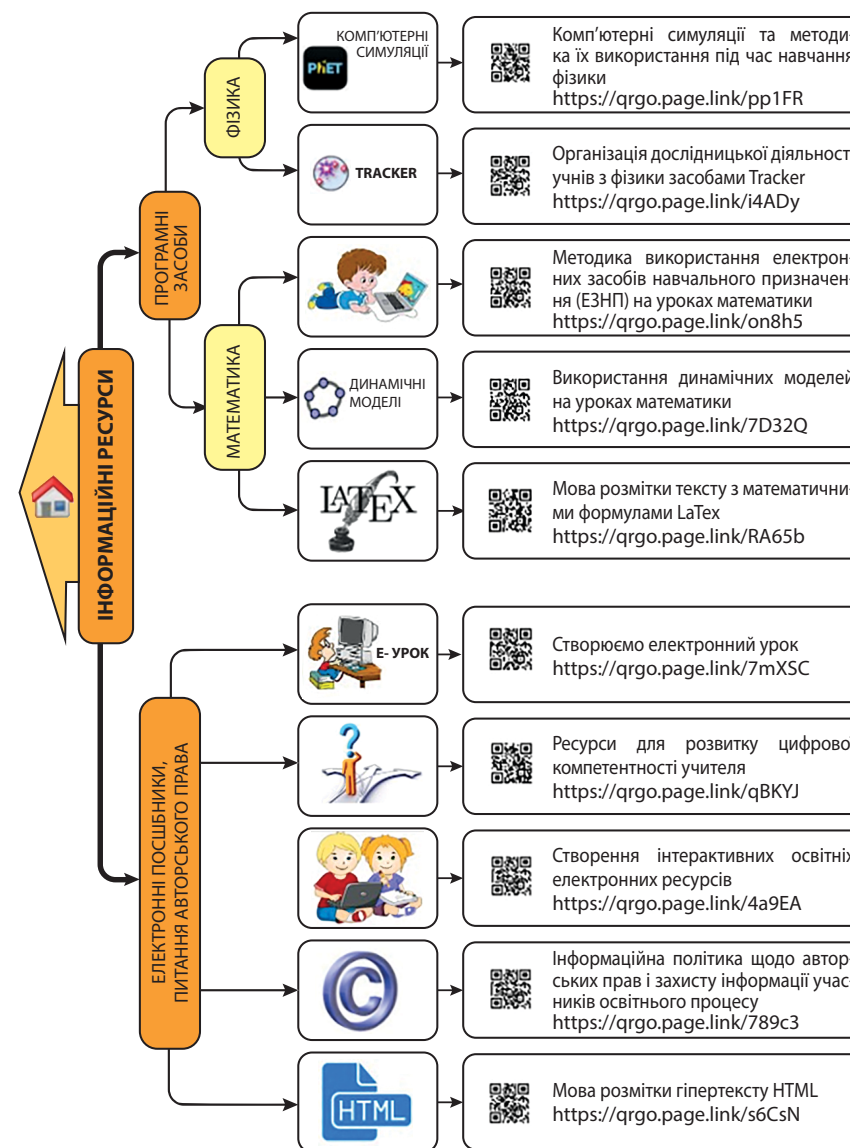 ІНФОРМАЦІЙНІ РЕСУРСИ
ПРОГРАМНІ
ЗАСОБИ
ФІЗИКА
КОМП’ЮТЕРНІ
СИМУЛЯЦІЇ
PhET
Комп’ютерні симуляції та методи-
ка їх використання під час навчання
фізики
https://qrgo.page.link/pp1FR
TRACKER
Організація дослідницької діяльност
учнів з фізики засобами Tracker
https://qrgo.page.link/i4ADy
МАТЕМАТИКА
Методика використання електрон-
них засобів навчального призначен-
ня (ЕЗНП) на уроках математики
https://qrgo.page.link/on8h5
ДИНАМІЧНІ
МОДЕЛІ
Використання динамічних моделей
на уроках математики
https://qrgo.page.link/7D32Q
LATEX
Мова розмітки тексту з математични-
ми формулами LaTex
https://qrgo.page.link/RA65b
ЕЛЕКТРОННІ ПОСШБНИКИ,
ПИТАННЯ АВТОРСЬКОГО ПРАВА
Е- УРОК
Створюємо електронний урок
https://qrgo.page.link/7mXSC
?
Ресурси для розвитку цифрової
компетентності учителя
https://qrgo.page.link/qBKYJ
Створення інтерактивних освітніх
електронних ресурсів
https://qrgo.page.link/4a9EA
©
Інформаційна політика щодо автор-
ських прав і захисту інформації учас-
ників освітнього процесу
https://qrgo.page.link/789c3
HTML
Мова розмітки гіпертексту HTML
https://qrgo.page.link/s6CsN